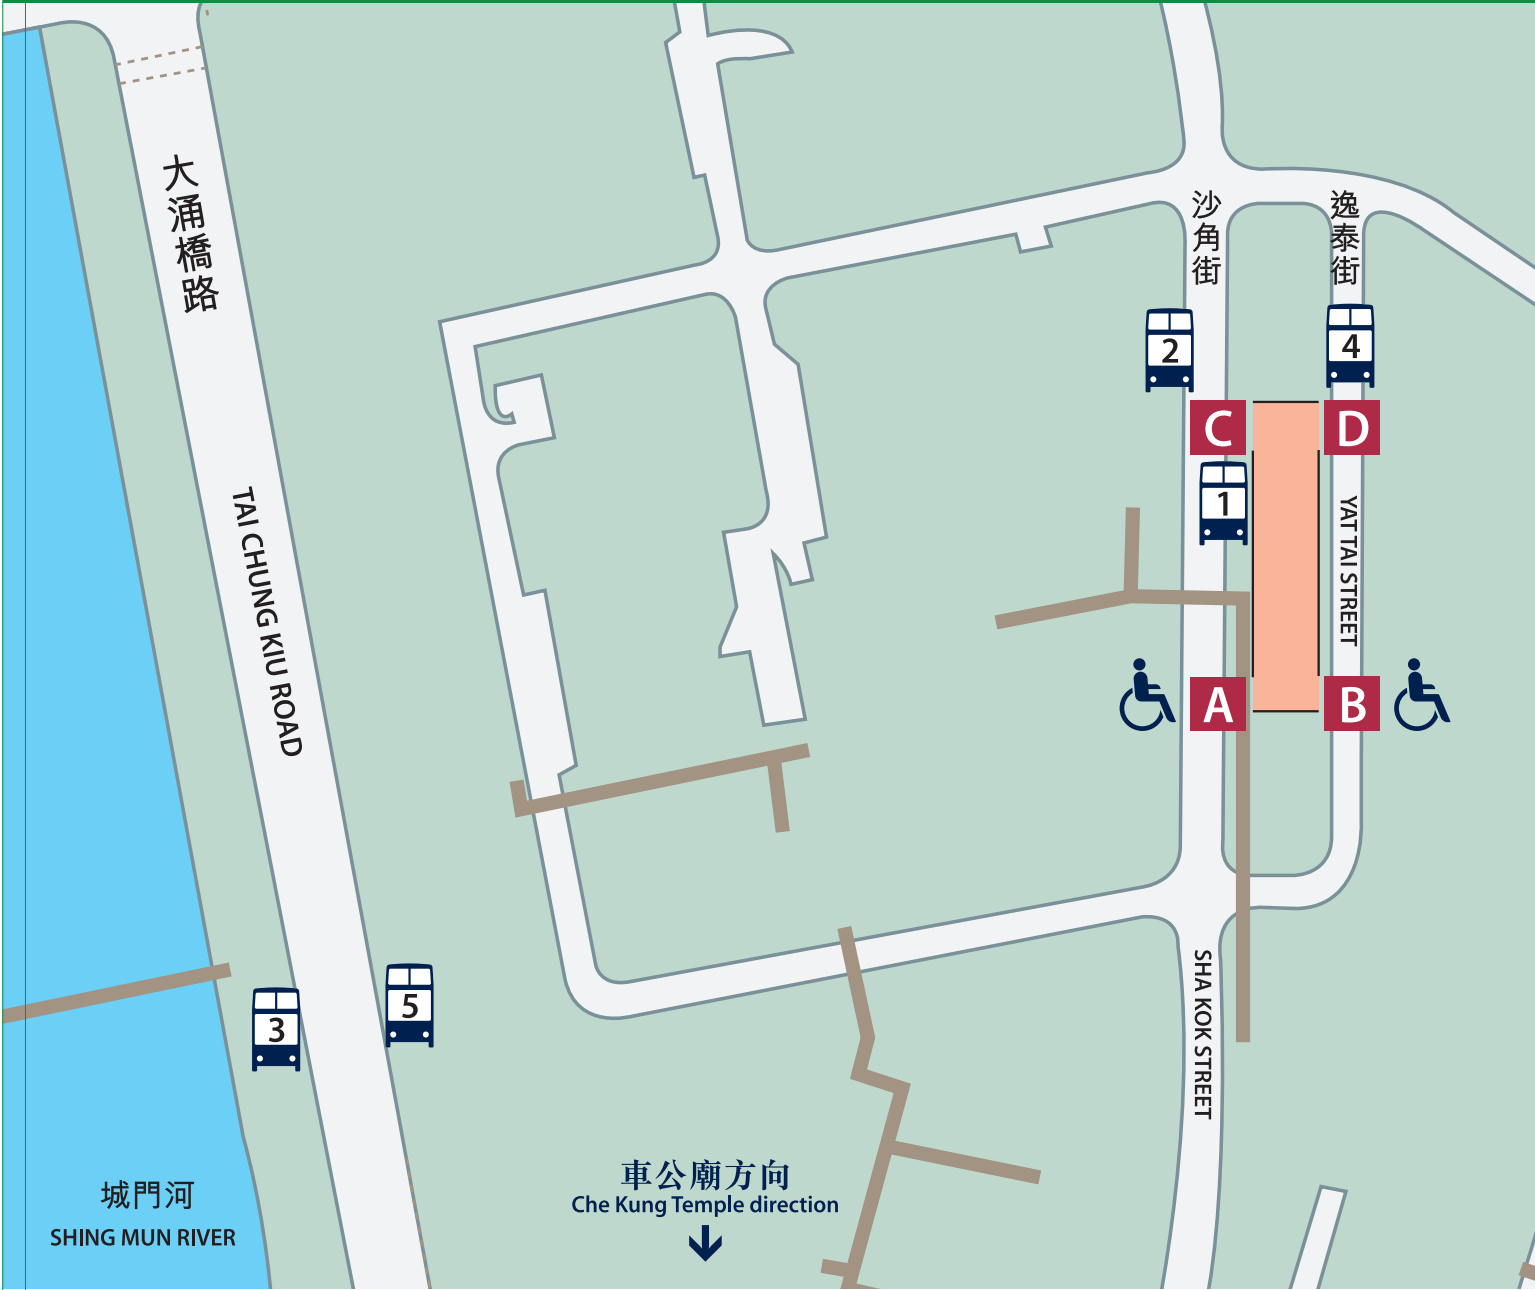 大涌橋路
沙角街
逸泰街
2
4
C
D
1
TAI CHUNG KIU ROAD
YAT TAI STREET
A
B
SHA KOK STREET
3
5
車公廟方向
Che Kung Temple direction
城門河
SHING MUN RIVER